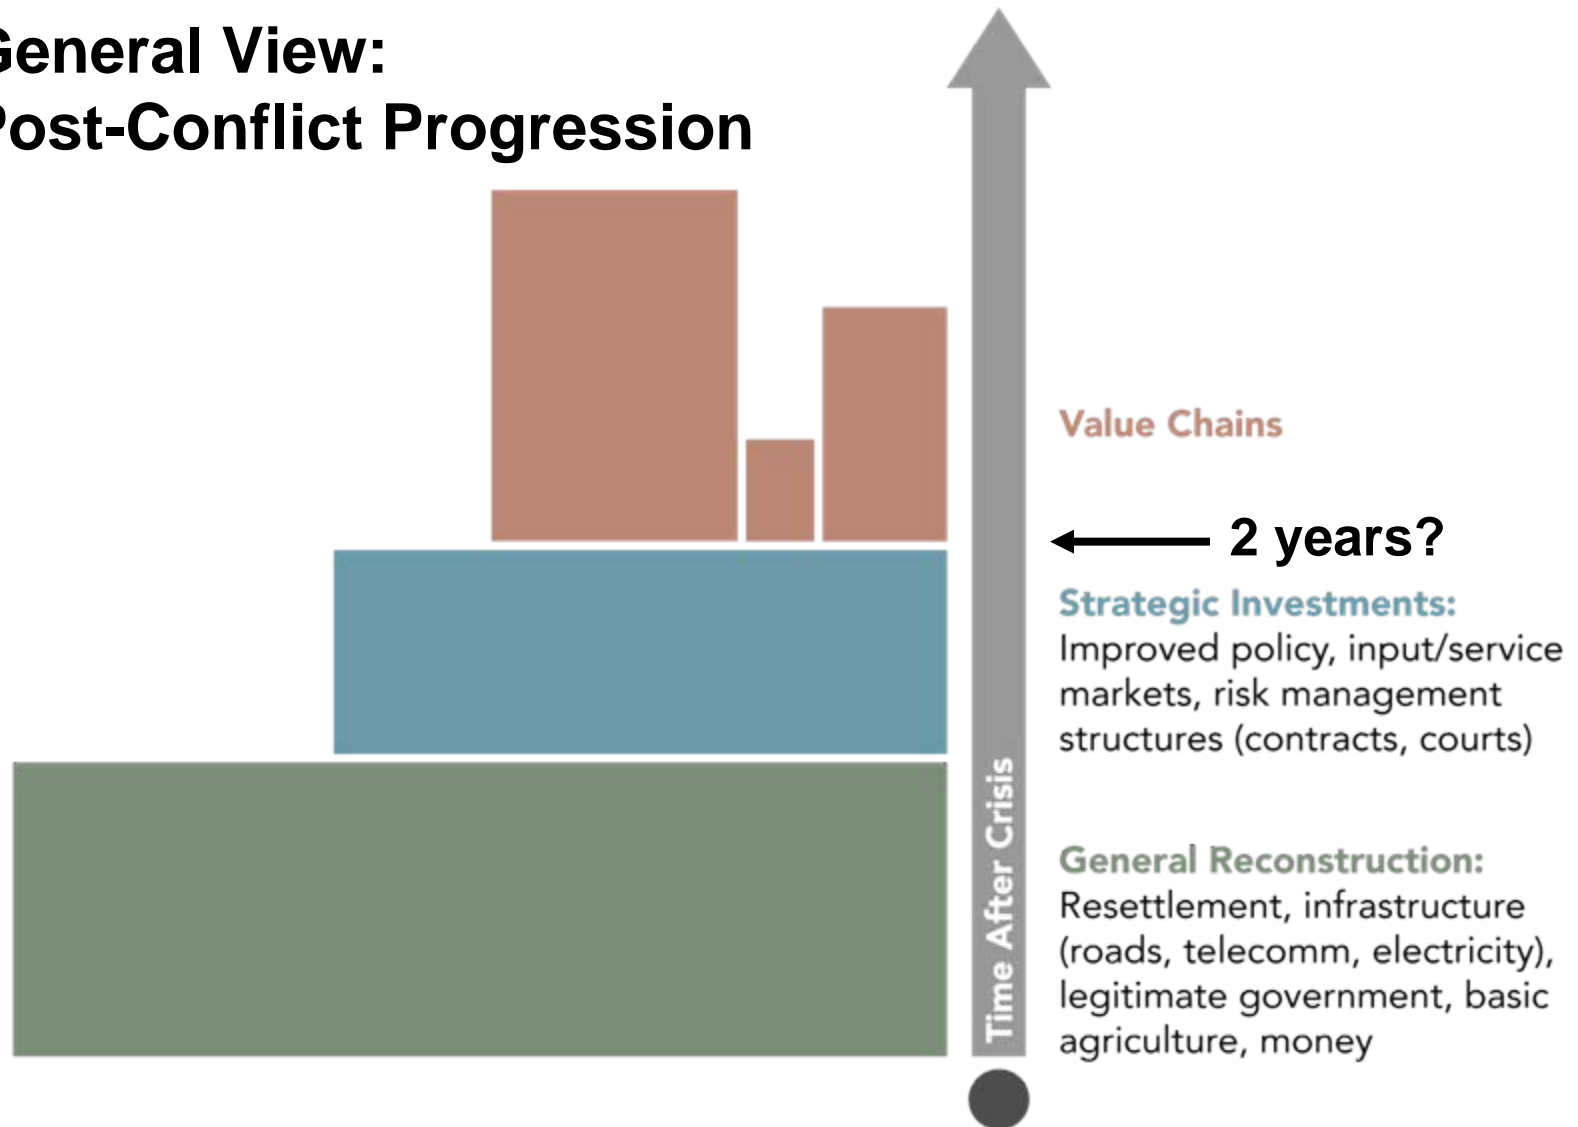 General View:
Post-Conflict Progression
Value Chains
2 years?
Strategic Investments:
Improved policy, input/service
markets, risk management
structures (contracts, courts)
Time After Crisis
General Reconstruction:
Resettlement, infrastructure
(roads, telecomm, electricity),
legitimate government, basic
agriculture, money